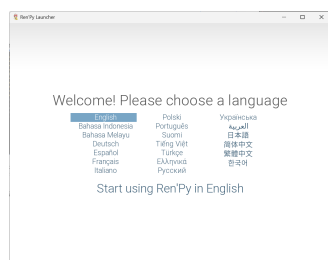 Ren'Py Launcher
Welcome! Please choose a language
English
Bahasa Indonesia
Bahasa Melayu
Deutsch
Español
Français
Italiano
Polski
Português
Suomi
Tiếng Việt
Türkçe
Ελληνικά
Русский
Українська
العربية
日本語
简体中文
繁體中文
한국어
Start using Ren'Py in English